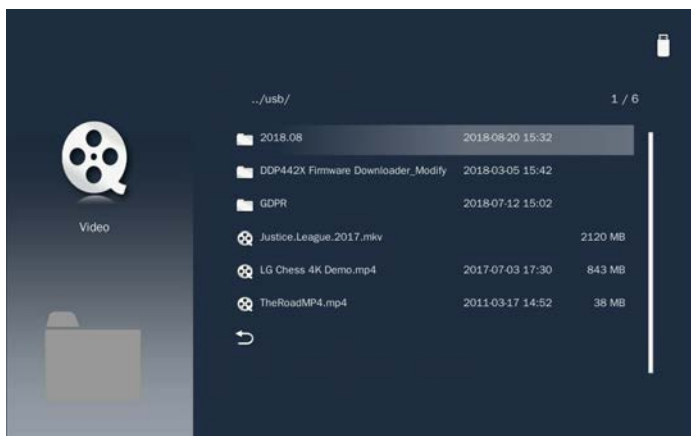 ../usb/ 1 / 6
2018.08 2018-08-20 15:32
DDP442X Firmware Downloader_Modify 2018-03-05 15:42
GDPR 2018-07-12 15:02
Video
Justice.League.2017.mkv 2120 MB
LG Chess 4K Demo.mp4 2017-07-03 17:30 843 MB
TheRoadMP4.mp4 2011-03-17 14:52 38 MB